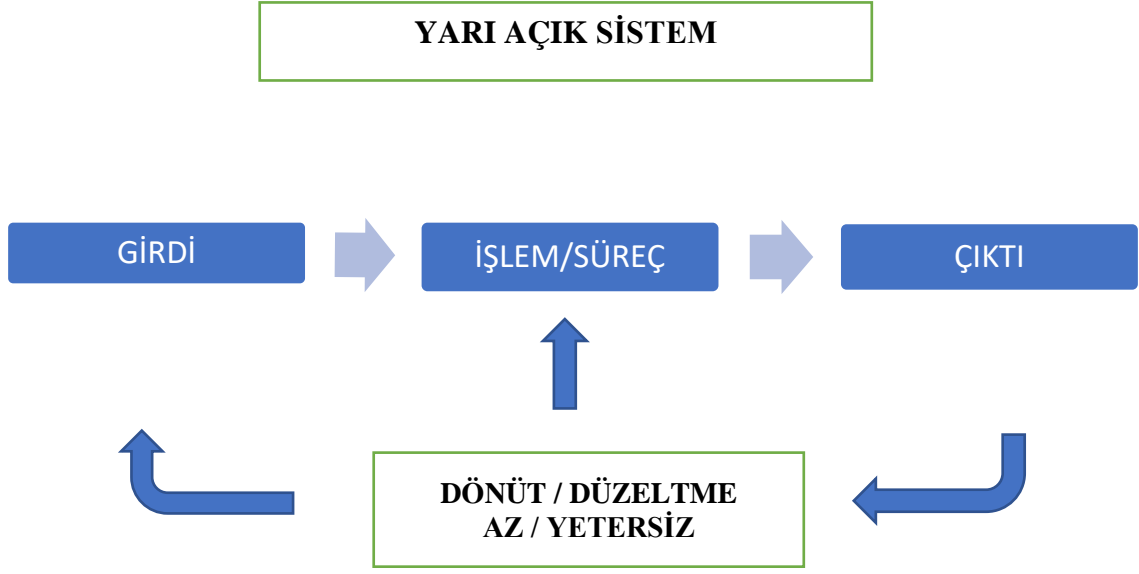 YARI AÇIK SİSTEM
GİRDİ
İŞLEM/SÜREÇ
ÇIKTI
DÖNÜT / DÜZELTME
AZ / YETERSİZ